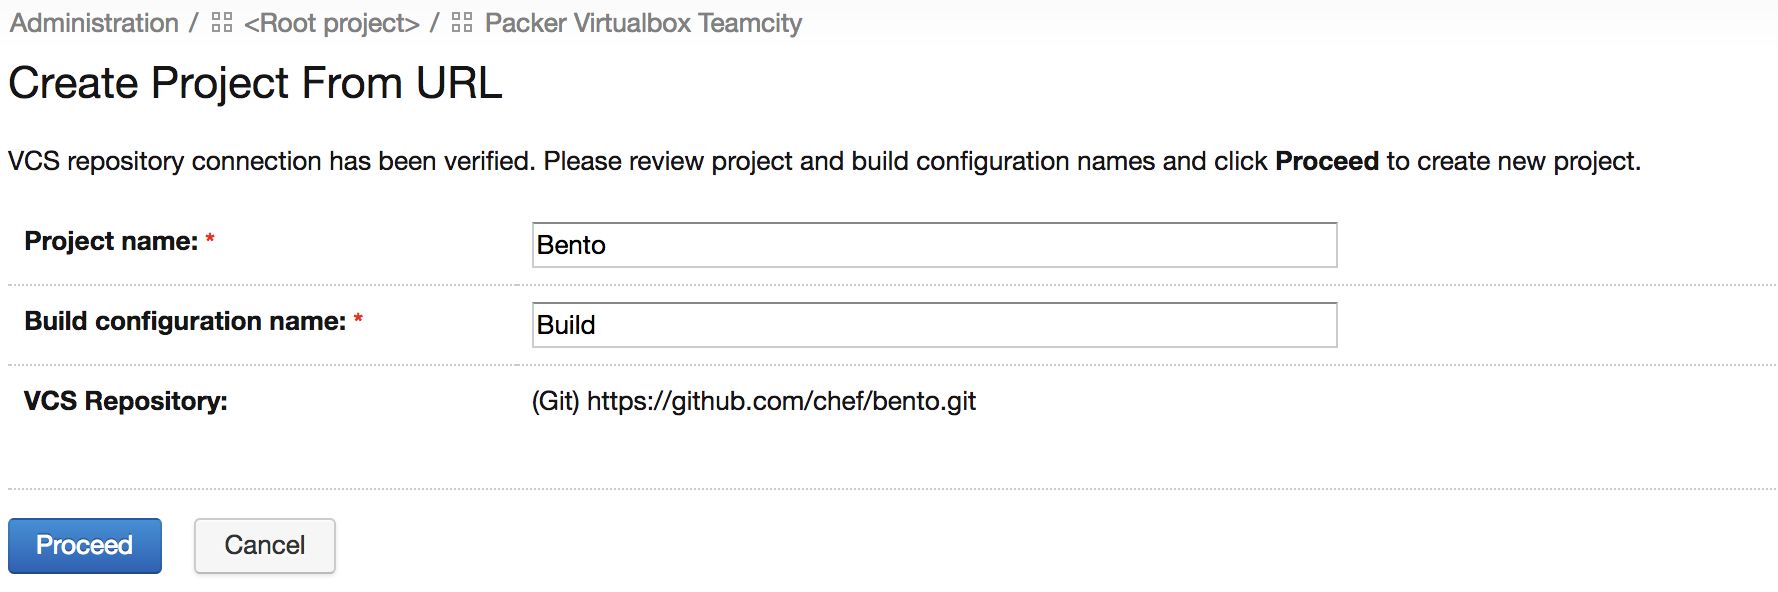 Administration / <Root project> / Packer Virtualbox Teamcity
Create Project From URL
VCS repository connection has been verified. Please review project and build configuration names and click Proceed to create new project.
Project name: * Bento
Build configuration name: * Build
VCS Repository: (Git) https://github.com/chef/bento.git
Proceed Cancel